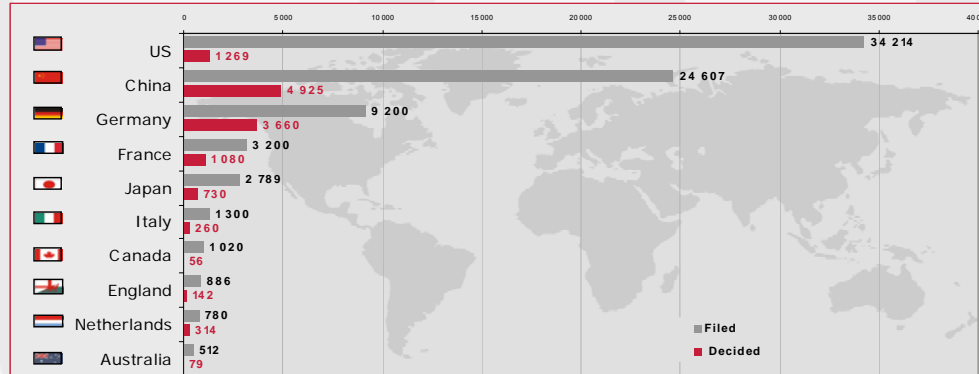 0 5 000 10 000 15 000 20 000 25 000 30 000 35 000 40 0
US 34 214
1 269
China 24 607
4 925
Germany 9 200
3 660
France 3 200
1 080
Japan 2 789
730
Italy 1 300
260
Canada 1 020
56
England 886
142
Netherlands 780
314
Australia 512
79
Filed
Decided